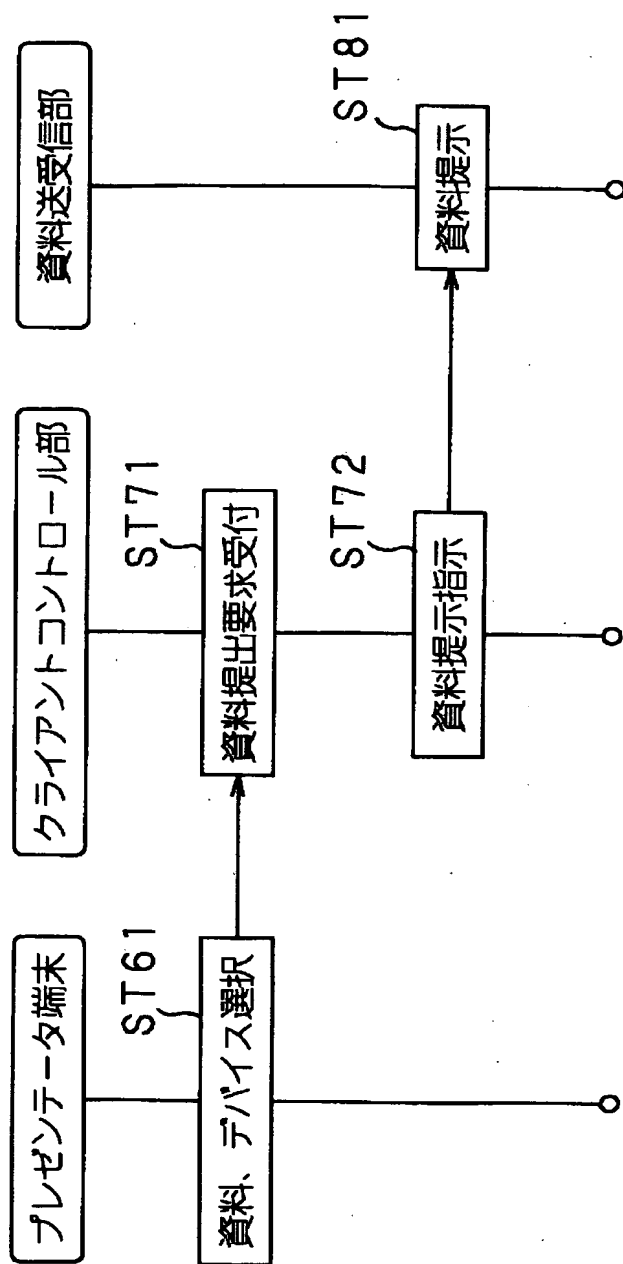 プレゼンテータ端末
クライアントコントロール部
資料送受信部
ST61
資料、デバイス選択
ST71
資料提出要求受付
ST72
資料提示指示
ST81
資料提示